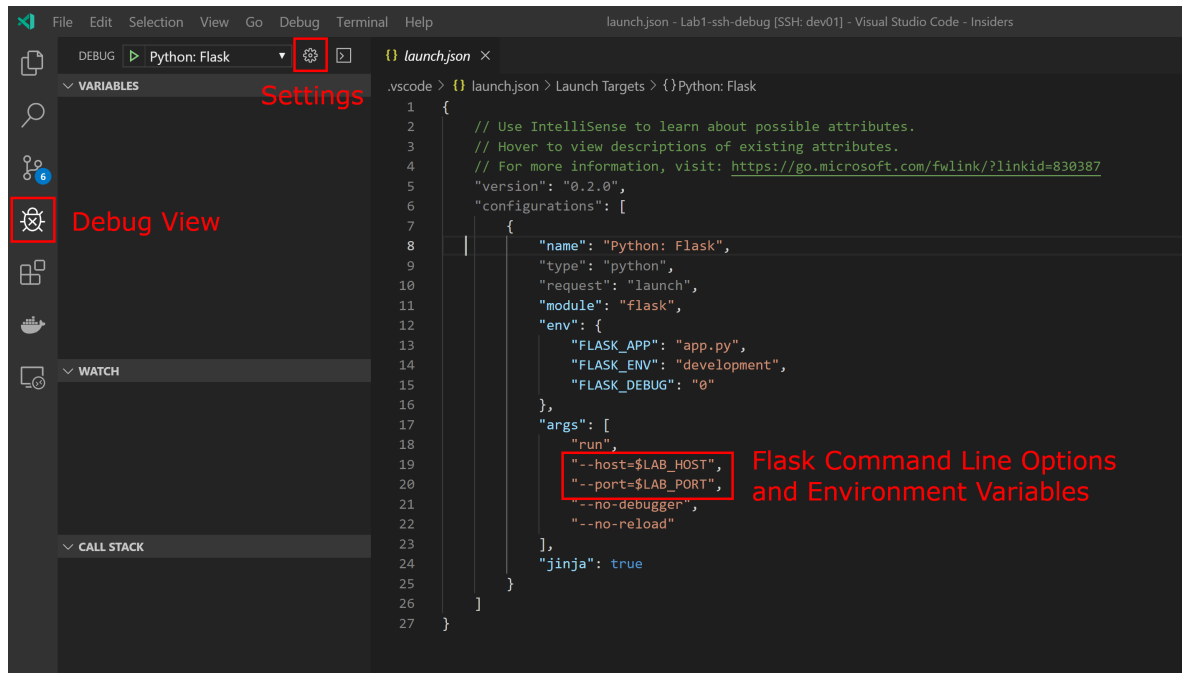 File Edit Selection View Go Debug Terminal Help launch.json - Lab1-ssh-debug [SSH: dev01] - Visual Studio Code - Insiders
DEBUG Python: Flask
{} launch.json ×
VARIABLES
Settings
.vscode > {} launch.json > Launch Targets > {} Python: Flask
6
Debug View
WATCH
CALL STACK
1 {
2 // Use IntelliSense to learn about possible attributes.
3 // Hover to view descriptions of existing attributes.
4 // For more information, visit: https://go.microsoft.com/fwlink/?linkid=830387
5 "version": "0.2.0",
6 "configurations": [
7 {
8 "name": "Python: Flask",
9 "type": "python",
10 "request": "launch",
11 "module": "flask",
12 "env": {
13 "FLASK_APP": "app.py",
14 "FLASK_ENV": "development",
15 "FLASK_DEBUG": "0"
16 },
17 "args": [
18 "run",
19 "--host=$LAB_HOST",
20 "--port=$LAB_PORT",
21 "--no-debugger",
22 "--no-reload"
23 ],
24 "jinja": true
25 }
26 ]
27 }
Flask Command Line Options
and Environment Variables